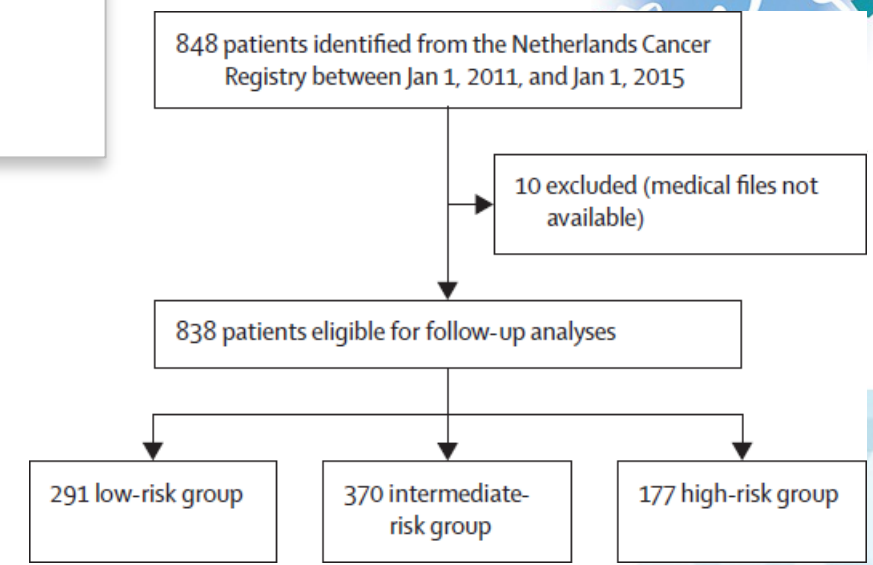 848 patients identified from the Netherlands Cancer
Registry between Jan 1, 2011, and Jan 1, 2015
10 excluded (medical files not
available)
838 patients eligible for follow-up analyses
291 low-risk group
370 intermediate-
risk group
177 high-risk group